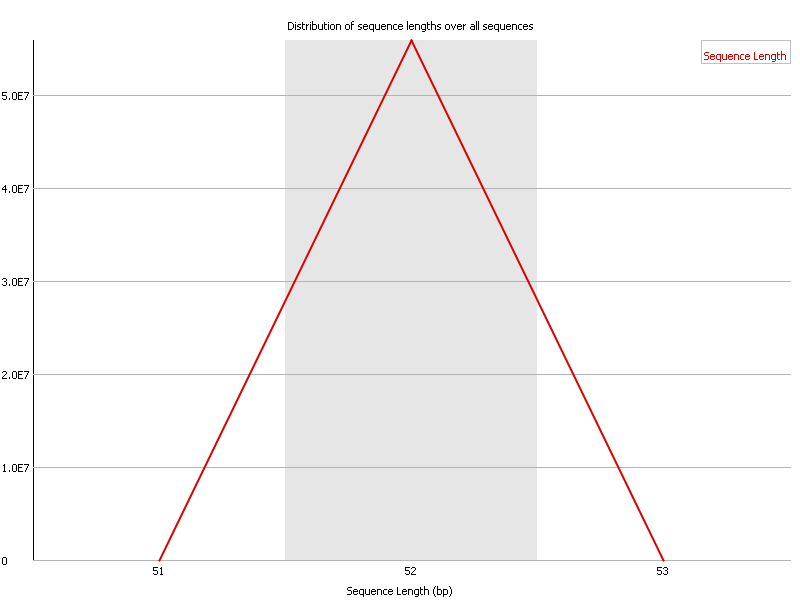 Distribution of sequence lengths over all sequences
Sequence Length
5.0E7
4.0E7
3.0E7
2.0E7
1.0E7
0
51 52 53
Sequence Length (bp)